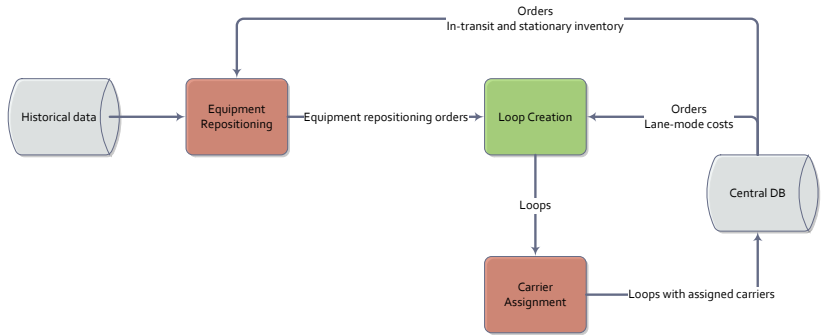 Orders
In-transit and stationary inventory
Historical data
Equipment
Repositioning
Equipment repositioning orders
Loop Creation
Orders
Lane-mode costs
Central DB
Loops
Carrier
Assignment
Loops with assigned carriers